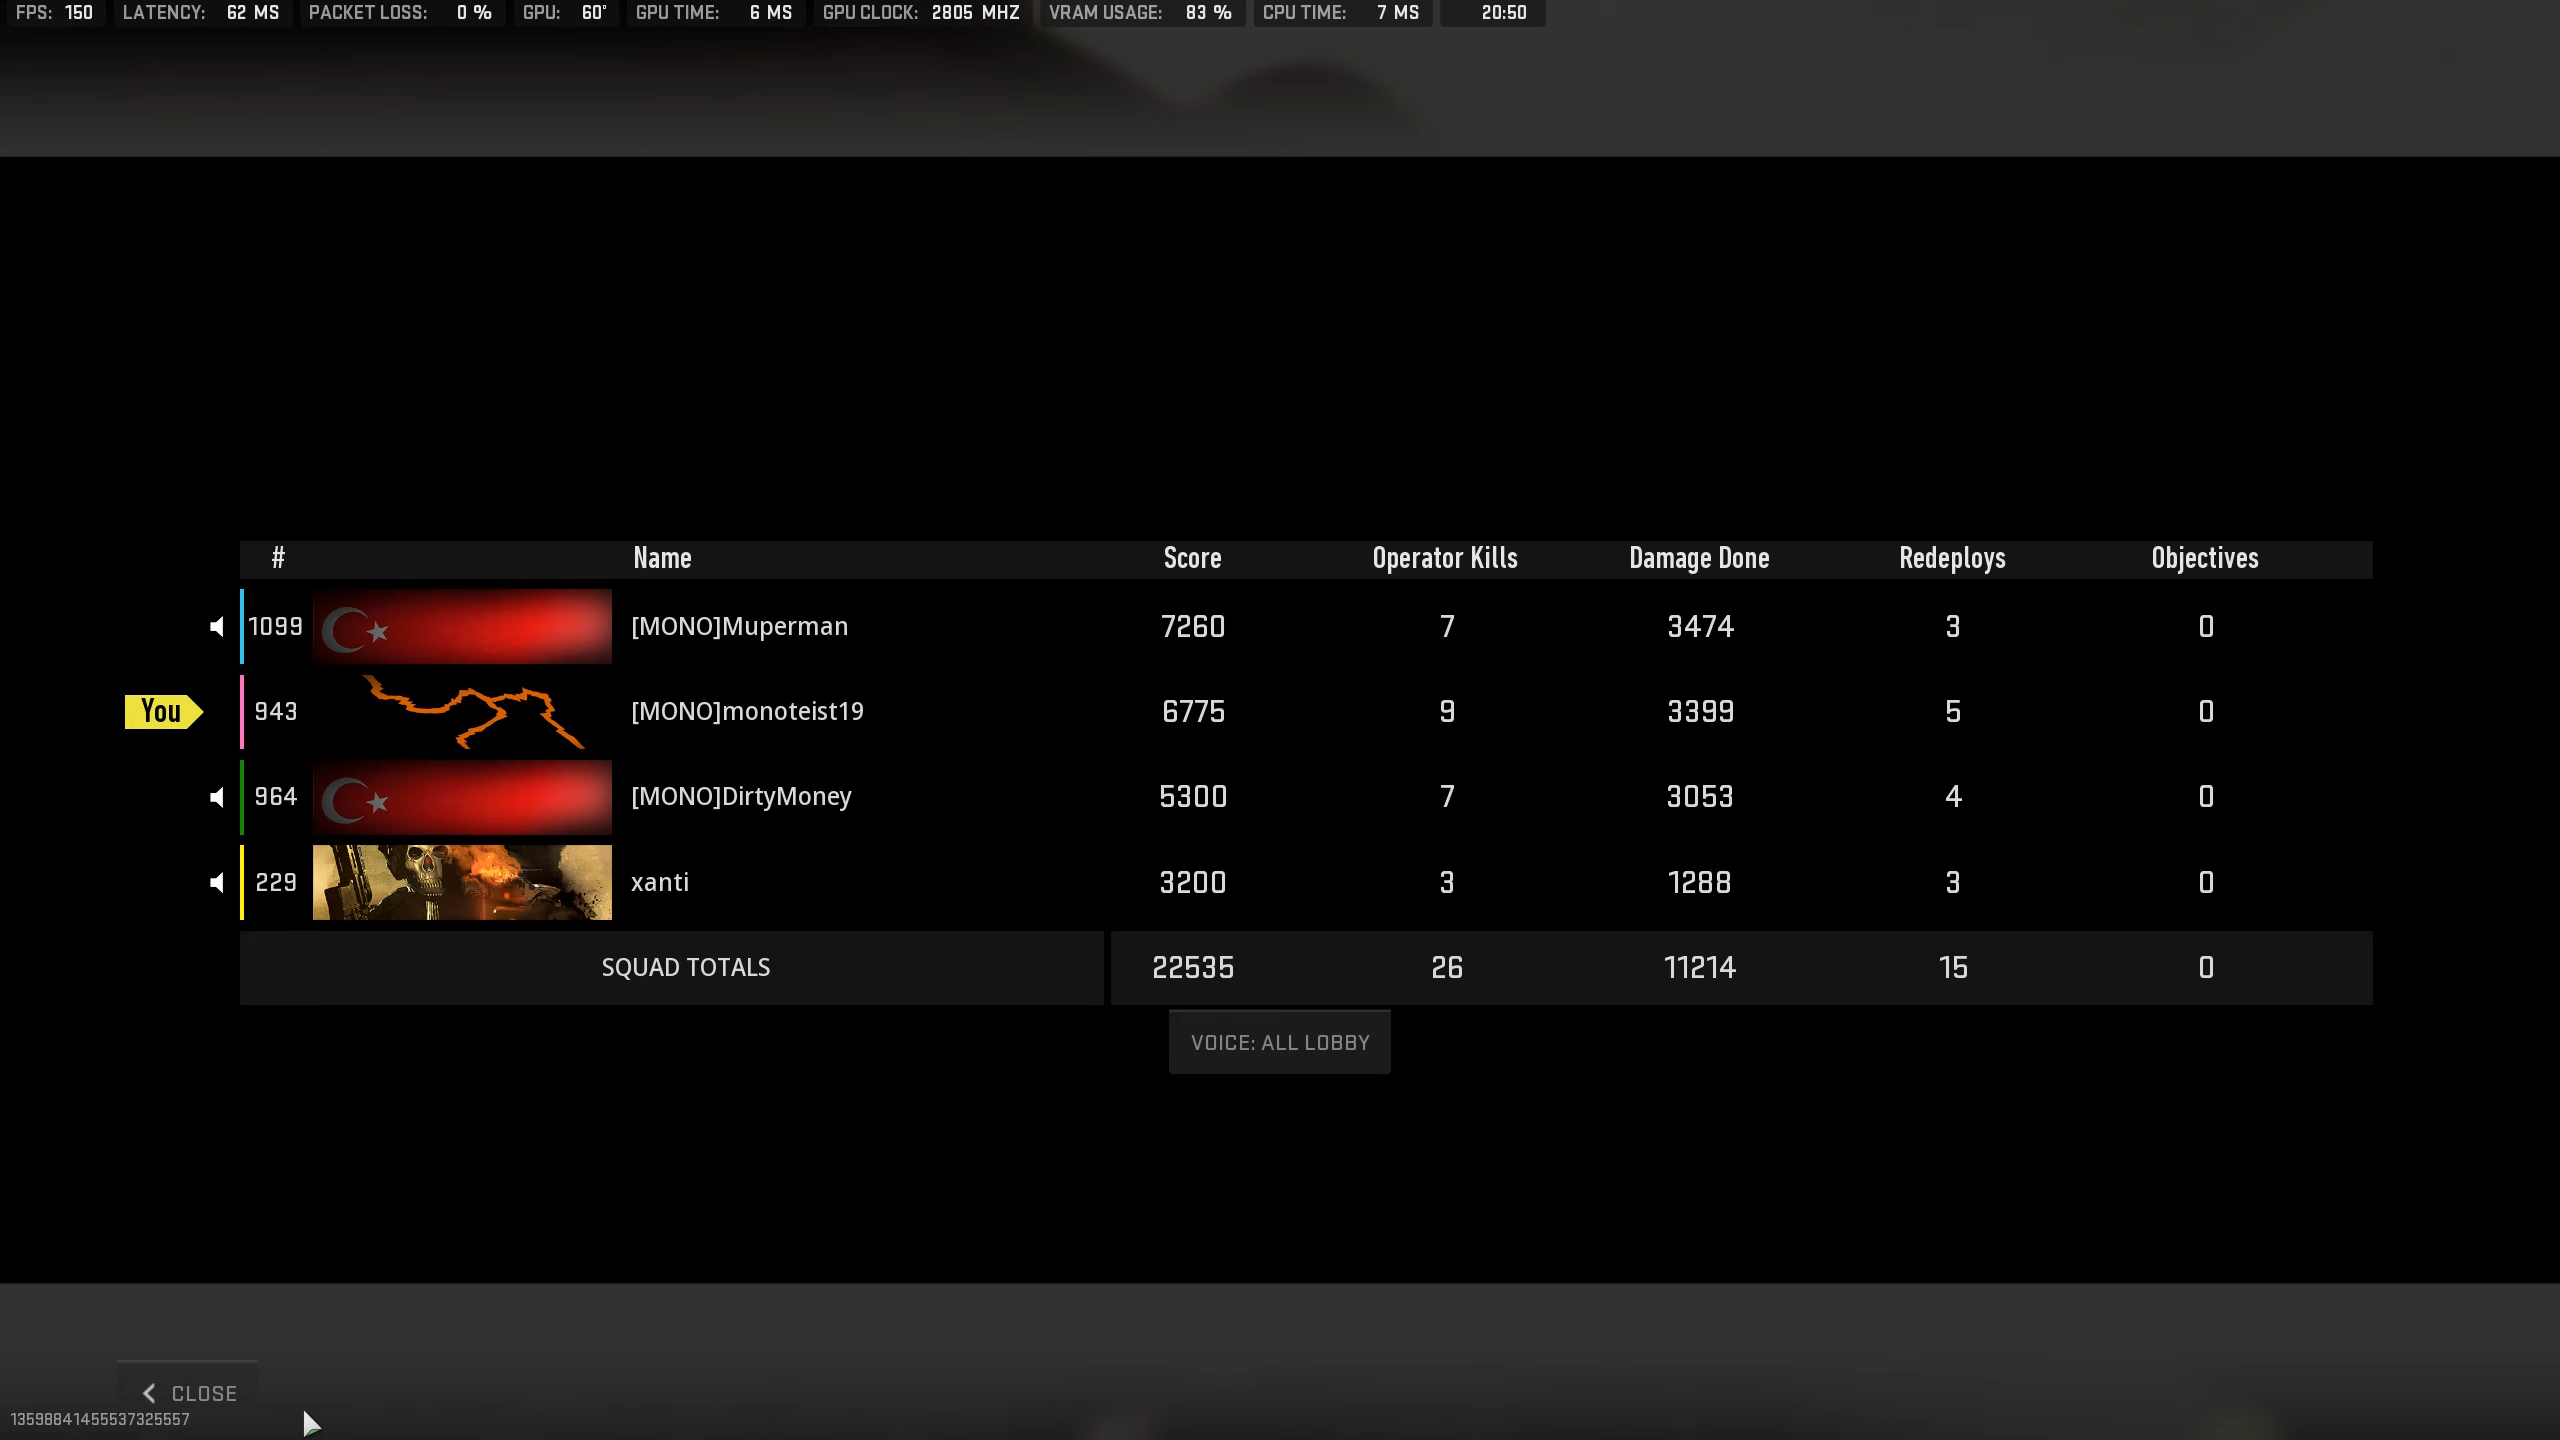 FPS: 150 LATENCY: 62 MS PACKET LOSS: 0 % GPU: 60° GPU TIME: 6 MS GPU CLOCK: 2805 MHZ VRAM USAGE: 83 % CPU TIME: 7 MS 20:50
# Name Score Operator Kills Damage Done Redeploys Objectives
1099 [MONO]Muperman 7260 7 3474 3 0
You 943 [MONO]monoteist19 6775 9 3399 5 0
964 [MONO]DirtyMoney 5300 7 3053 4 0
229 xanti 3200 3 1288 3 0
SQUAD TOTALS 22535 26 11214 15 0
VOICE: ALL LOBBY
CLOSE
13598841455537325557